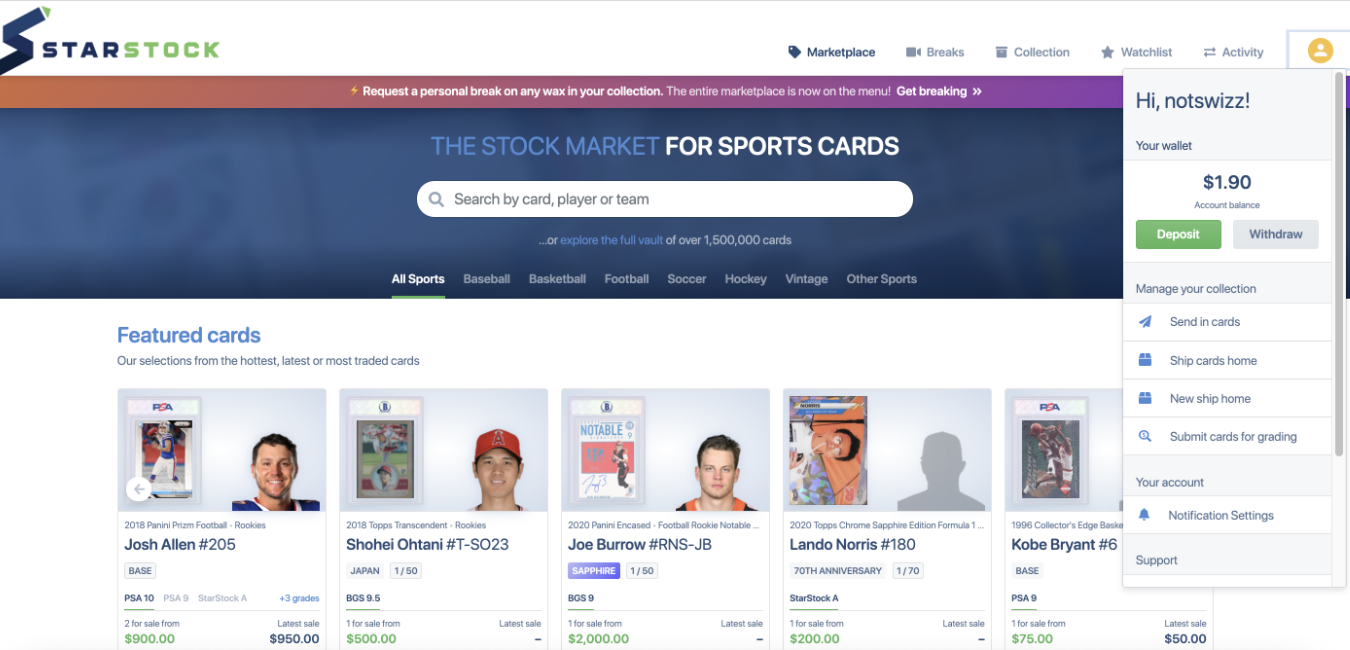 STARSTOCK
Marketplace
Breaks
Collection
Watchlist
Activity
⚡ Request a personal break on any wax in your collection. The entire marketplace is now on the menu! Get breaking »
THE STOCK MARKET FOR SPORTS CARDS
Search by card, player or team
...or explore the full vault of over 1,500,000 cards
All Sports
Baseball
Basketball
Football
Soccer
Hockey
Vintage
Other Sports
Hi, notswizz!
Your wallet
$1.90
Account balance
Deposit
Withdraw
Manage your collection
Send in cards
Ship cards home
New ship home
Submit cards for grading
Your account
Notification Settings
Support
Featured cards
Our selections from the hottest, latest or most traded cards
PSA
2018 Panini Prizm Football - Rookies
Josh Allen #205
BASE
PSA 10 PSA 9 StarStock A +3 grades
2 for sale from Latest sale
$900.00 $950.00
2018 Topps Transcendent - Rookies
Shohei Ohtani #T-SO23
JAPAN 1 / 50
BGS 9.5
1 for sale from Latest sale
$500.00 –
NOTABLE
9
2020 Panini Encased - Football Rookie Notable ...
Joe Burrow #RNS-JB
SAPPHIRE 1 / 50
BGS 9
1 for sale from Latest sale
$2,000.00 –
NORRIS
2020 Topps Chrome Sapphire Edition Formula 1 ...
Lando Norris #180
70TH ANNIVERSARY 1 / 70
StarStock A
1 for sale from Latest sale
$200.00 –
PSA
1996 Collector's Edge Baske
Kobe Bryant #6
BASE
PSA 9
1 for sale from Latest sale
$75.00 $50.00